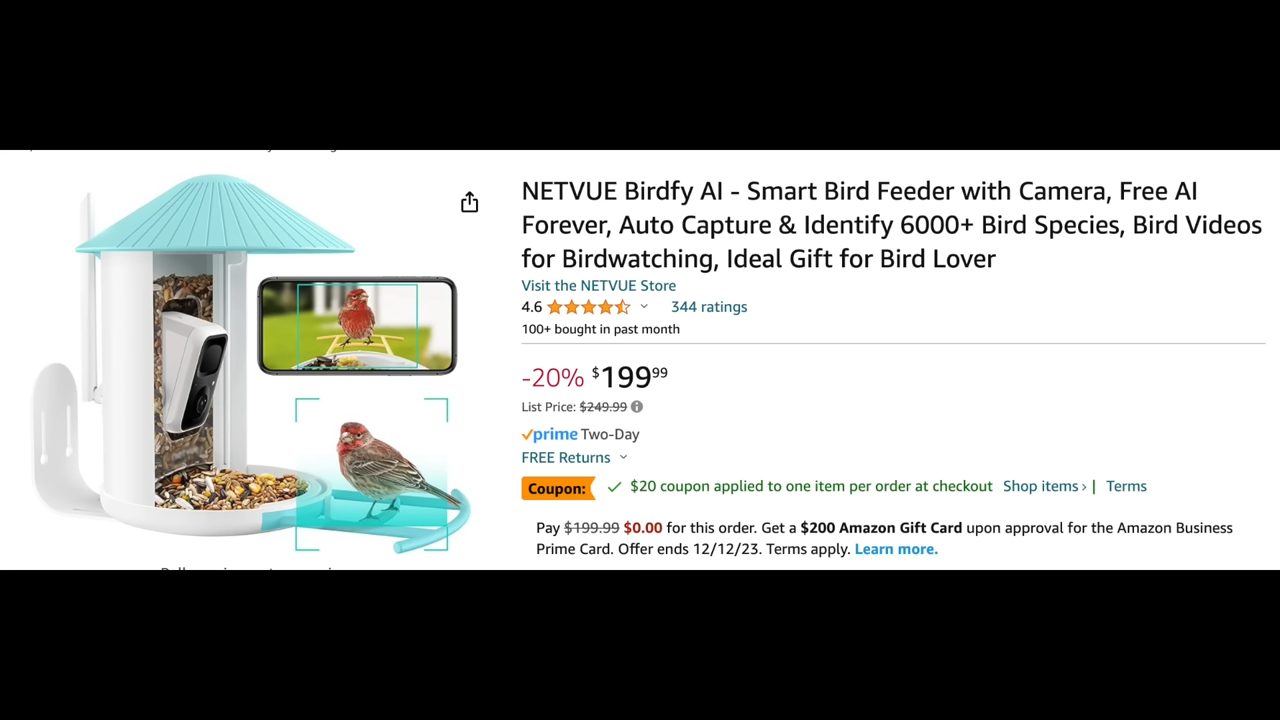 NETVUE Birdfy AI - Smart Bird Feeder with Camera, Free AI
Forever, Auto Capture & Identify 6000+ Bird Species, Bird Videos
for Birdwatching, Ideal Gift for Bird Lover
Visit the NETVUE Store
4.6 344 ratings
100+ bought in past month
-20% $199⁹⁹
List Price: $249.99
prime Two-Day
FREE Returns
Coupon: $20 coupon applied to one item per order at checkout Shop items › | Terms
Pay $199.99 $0.00 for this order. Get a $200 Amazon Gift Card upon approval for the Amazon Business
Prime Card. Offer ends 12/12/23. Terms apply. Learn more.